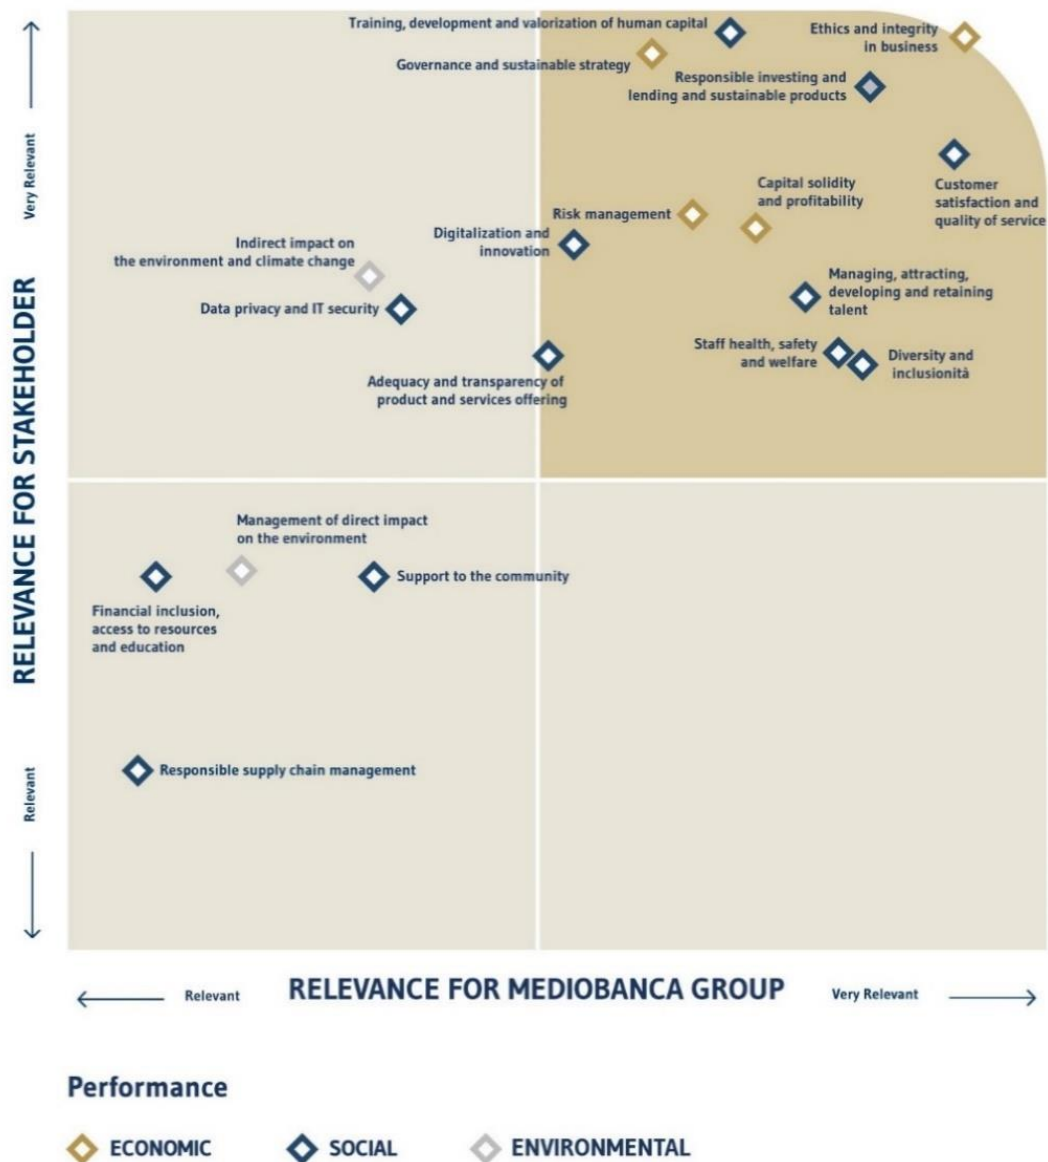 Training, development and valorization of human capital
Ethics and integrity
in business
Governance and sustainable strategy
Responsible investing and
lending and sustainable products
Very Relevant
Capital solidity
and profitability
Customer
satisfaction and
quality of service
Risk management
Digitalization and
innovation
Indirect impact on
the environment and climate change
Managing, attracting,
developing and retaining
talent
Data privacy and IT security
Staff health, safety
and welfare
Diversity and
inclusionità
Adequacy and transparency of
product and services offering
RELEVANCE FOR STAKEHOLDER
Management of direct impact
on the environment
Support to the community
Financial inclusion,
access to resources
and education
Responsible supply chain management
Relevant
Relevant
RELEVANCE FOR MEDIOBANCA GROUP
Very Relevant
Performance
ECONOMIC
SOCIAL
ENVIRONMENTAL